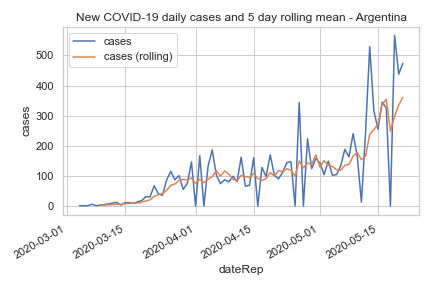 New COVID-19 daily cases and 5 day rolling mean - Argentina
cases
cases (rolling)
500
400
300
200
100
0
cases
2020-03-01
2020-03-15
2020-04-01
2020-04-15
2020-05-01
2020-05-15
dateRep